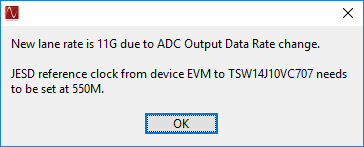 New lane rate is 11G due to ADC Output Data Rate change.
JESD reference clock from device EVM to TSW14J10VC707 needs
to be set at 550M.
OK